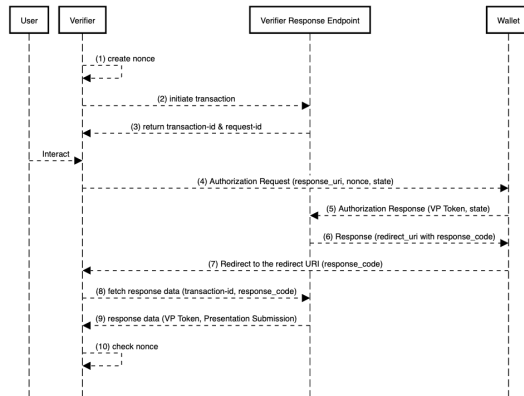 User
Verifier
Verifier Response Endpoint
Wallet
(1) create nonce
(2) initiate transaction
(3) return transaction-id & request-id
Interact
(4) Authorization Request (response_uri, nonce, state)
(5) Authorization Response (VP Token, state)
(6) Response (redirect_uri with response_code)
(7) Redirect to the redirect URI (response_code)
(8) fetch response data (transaction-id, response_code)
(9) response data (VP Token, Presentation Submission)
(10) check nonce